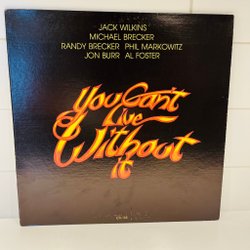 JACK WILKINS
MICHAEL BRECKER
RANDY BRECKER PHIL MARKOWITZ
JON BURR AL FOSTER
You Can't
Live
Without
it